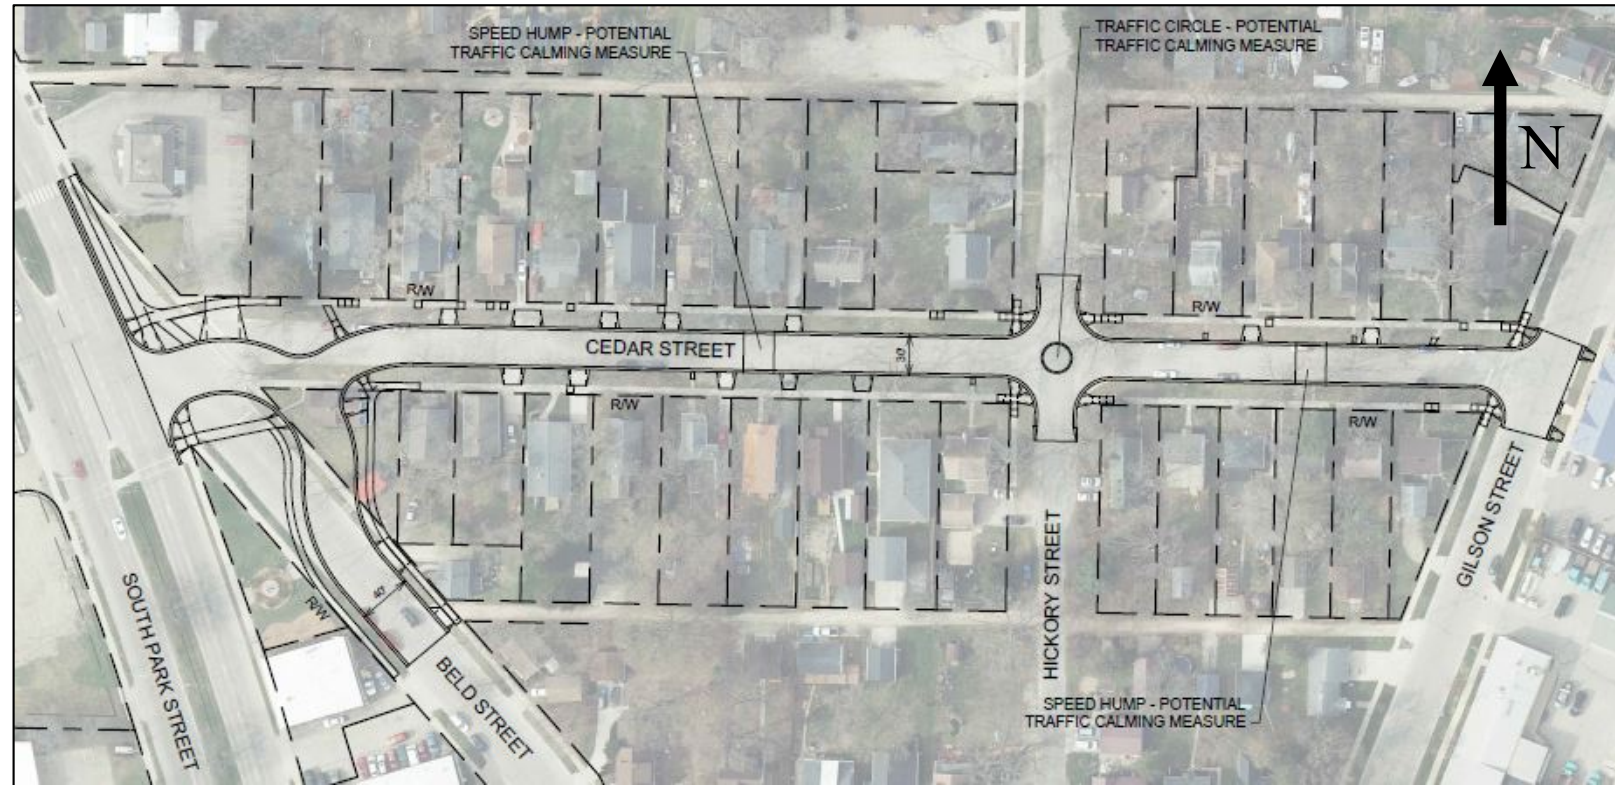 SPEED HUMP - POTENTIAL
TRAFFIC CALMING MEASURE
TRAFFIC CIRCLE - POTENTIAL
TRAFFIC CALMING MEASURE
N
R/W
R/W
CEDAR STREET
30'
R/W
R/W
SOUTH PARK STREET
R/W
40'
BELD STREET
HICKORY STREET
GILSON STREET
SPEED HUMP - POTENTIAL
TRAFFIC CALMING MEASURE